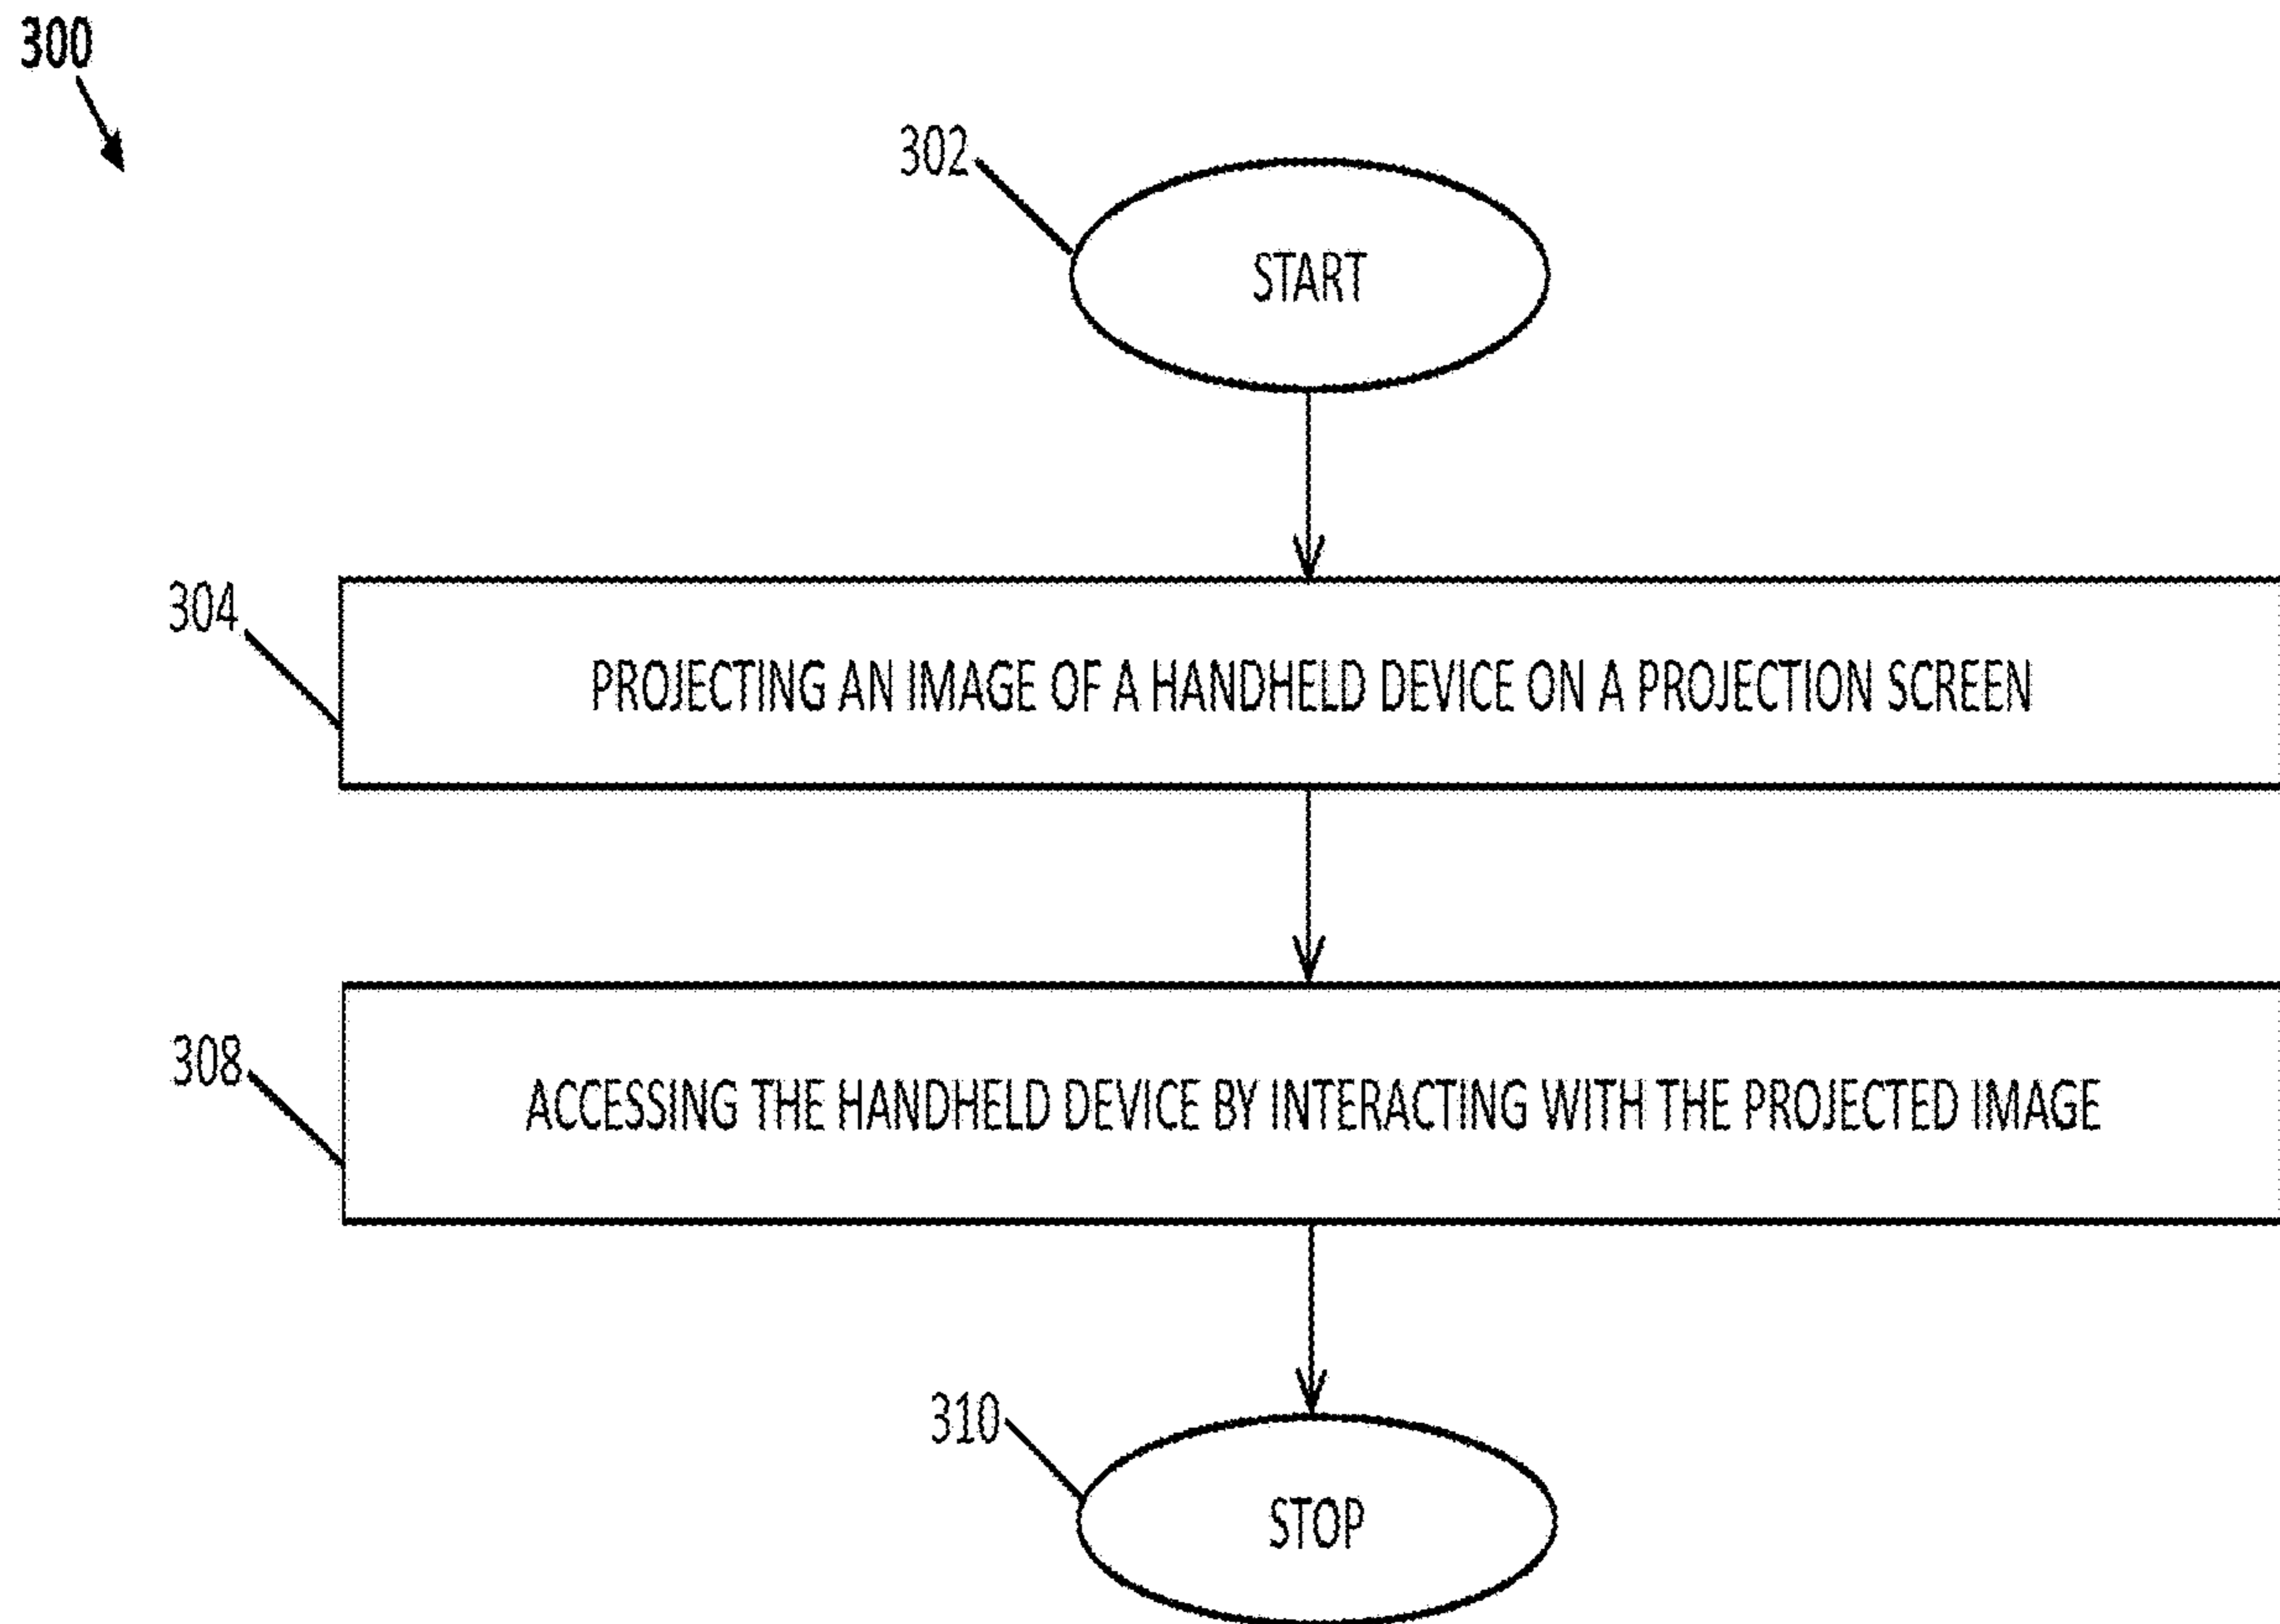 300
302
START
304
PROJECTING AN IMAGE OF A HANDHELD DEVICE ON A PROJECTION SCREEN
308
ACCESSING THE HANDHELD DEVICE BY INTERACTING WITH THE PROJECTED IMAGE
310
STOP